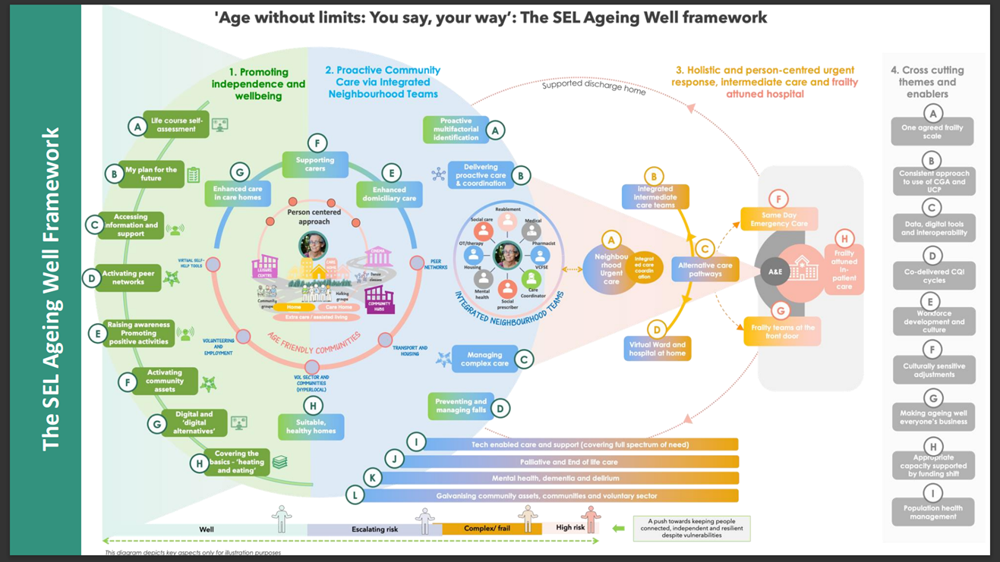 'Age without limits: You say, your way': The SEL Ageing Well framework
The SEL Ageing Well Framework
1. Promoting
independence and
wellbeing
A
Life course self-
assessment
B
My plan for the
future
C
Accessing
information and
support
D
Activating peer
networks
E
Raising awareness
Promoting
positive activities
F
Activating
community
assets
G
Digital and
'digital
alternatives'
H
Covering the
basics - 'heating
and eating'
2. Proactive Community
Care via Integrated
Neighbourhood Teams
A
Proactive
multifactorial
identification
B
Delivering
proactive care
& coordination
C
Managing
complex care
D
Preventing and
managing falls
E
Enhanced
domiciliary care
F
Supporting
carers
G
Enhanced care
in care homes
H
Suitable,
healthy homes
Person centered
approach
LEISURE
CENTRE
CARE
HOME
CINEMA
Dance
classes
Community
groups
Walking
groups
COMMUNITY
HUBS
Home
Care Home
Extra care / assisted living
AGE FRIENDLY COMMUNITIES
VIRTUAL SELF-
HELP TOOLS
PEER
NETWORKS
VOLUNTEERING
AND
EMPLOYMENT
TRANSPORT AND
HOUSING
VOL SECTOR AND
COMMUNITIES
(HYPERLOCAL)
Reablement
Social care
Medical
OT/therapy
Pharmacist
Housing
VCFSE
Mental
health
Care
Coordinator
Social
prescriber
INTEGRATED NEIGHBOURHOOD TEAMS
I
Tech enabled care and support (covering full spectrum of need)
J
Palliative and End of life care
K
Mental health, dementia and delirium
L
Galvanising community assets, communities and voluntary sector
Supported discharge home
3. Holistic and person-centred urgent
response, intermediate care and frailty
attuned hospital
A
Neighbou
rhood
Urgent
care
Integrat
ed care
coordin
ation
B
Integrated
intermediate
care teams
C
Alternative care
pathways
D
Virtual Ward and
hospital at home
F
Same Day
Emergency Care
A&E
G
Frailty teams at the
front door
H
Frailty
attuned
in-
patient
care
4. Cross cutting
themes and
enablers
A
One agreed frailty
scale
B
Consistent approach
to use of CGA and
UCP
C
Data, digital tools
and interoperability
D
Co-delivered CQI
cycles
E
Workforce
development and
culture
F
Culturally sensitive
adjustments
G
Making ageing well
everyone's business
H
Appropriate
capacity supported
by funding shift
I
Population health
management
Well
Escalating risk
Complex/ frail
High risk
A push towards keeping people
connected, independent and resilient
despite vulnerabilities
This diagram depicts key aspects only for illustration purposes